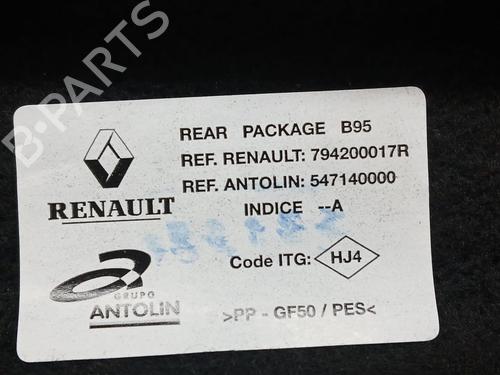 B-PARTS
REAR PACKAGE B95
REF. RENAULT: 794200017R
REF. ANTOLIN: 547140000
INDICE --A
RENAULT
Code ITG: HJ4
GRUPO
ANTOLIN
>PP - GF50 / PES<